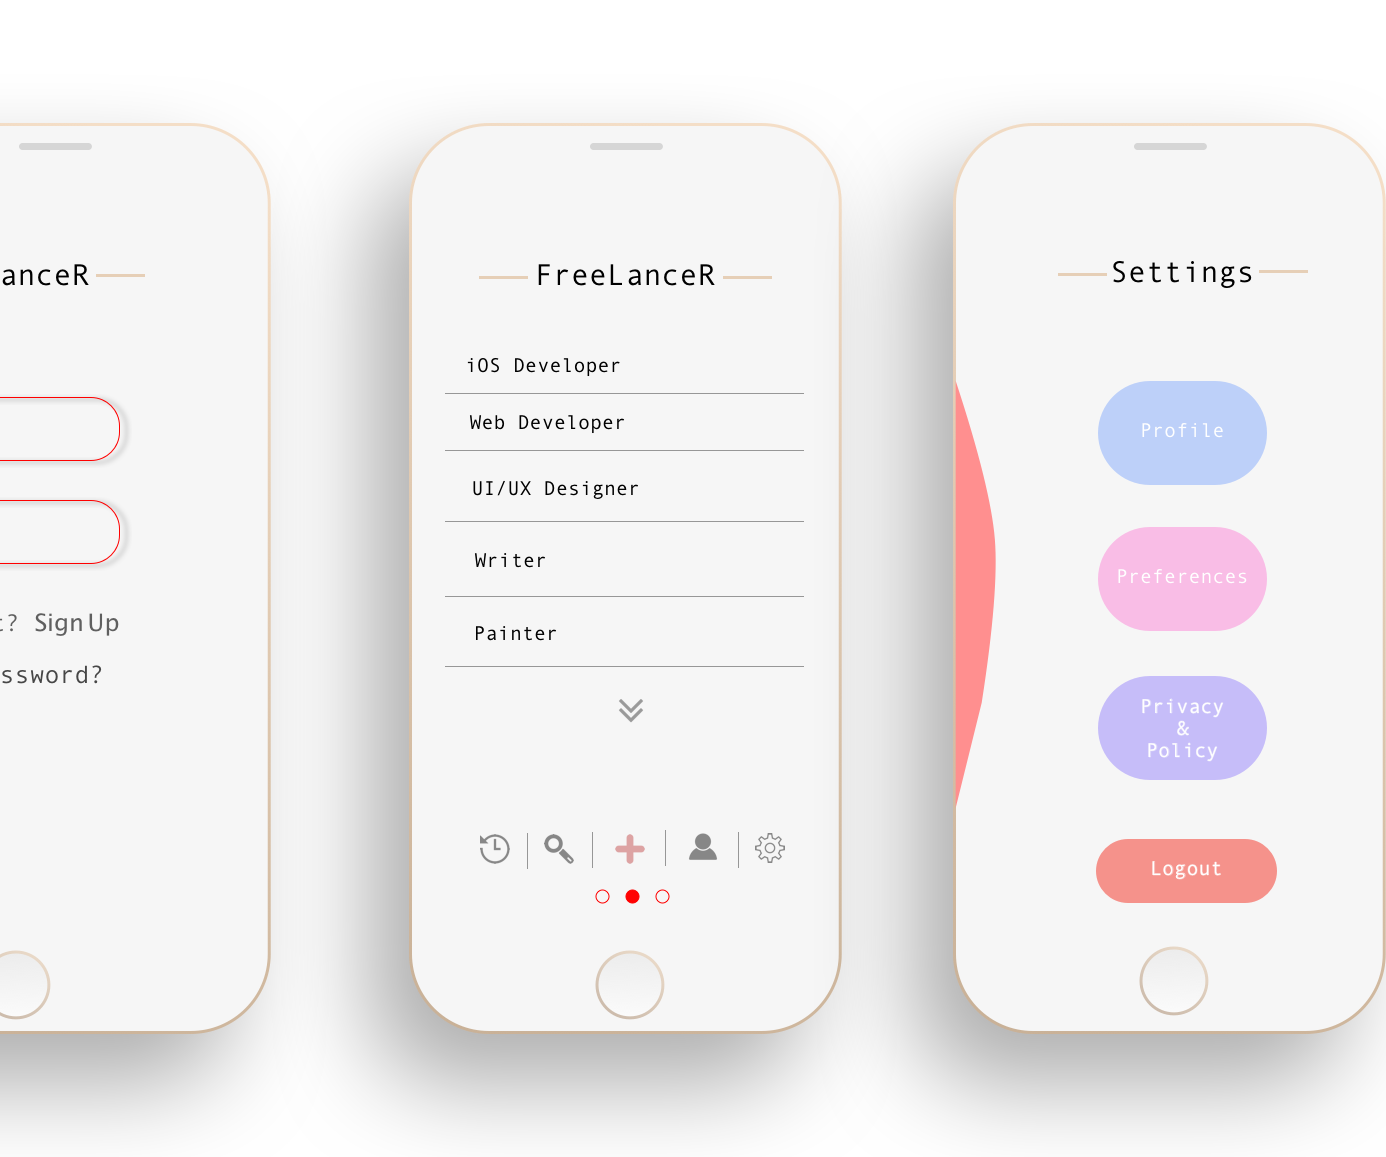 anceR
? Sign Up
ssword?
FreeLanceR
iOS Developer
Web Developer
UI/UX Designer
Writer
Painter
Settings
Profile
Preferences
Privacy
&
Policy
Logout